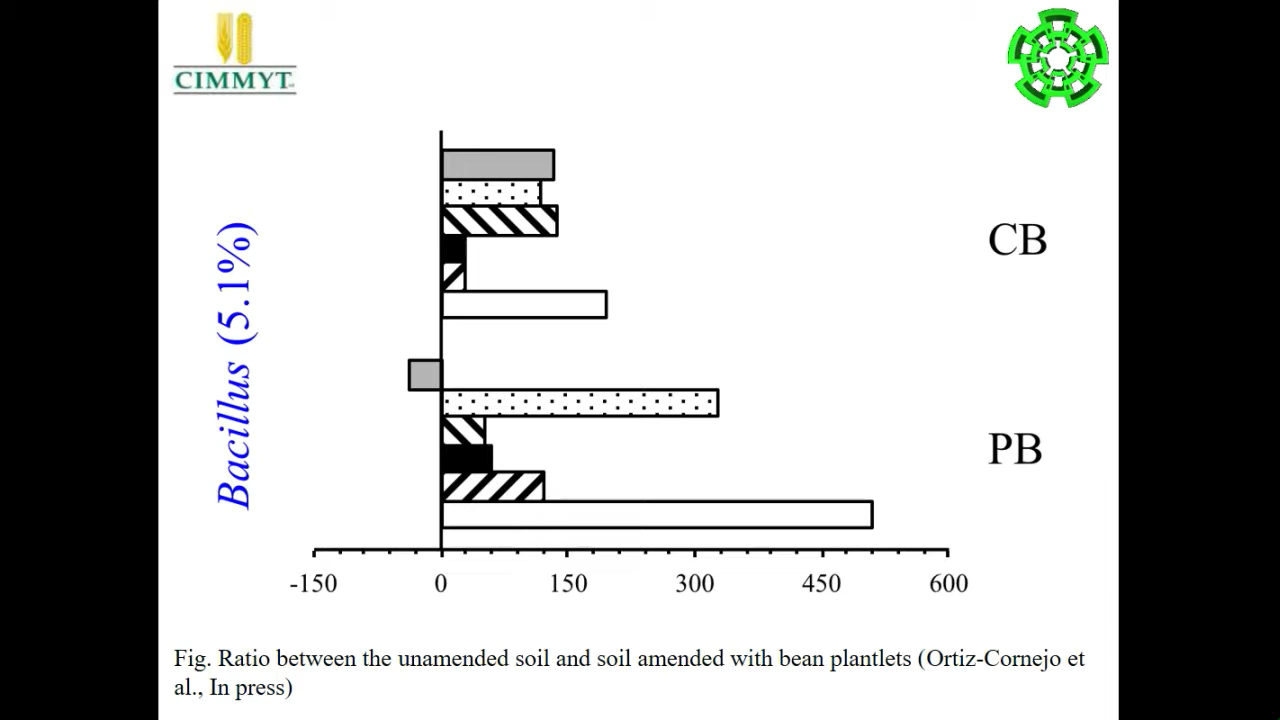 CIMMYT
CB
Bacillus (5.1%)
PB
-150 0 150 300 450 600
Fig. Ratio between the unamended soil and soil amended with bean plantlets (Ortiz-Cornejo et
al., In press)